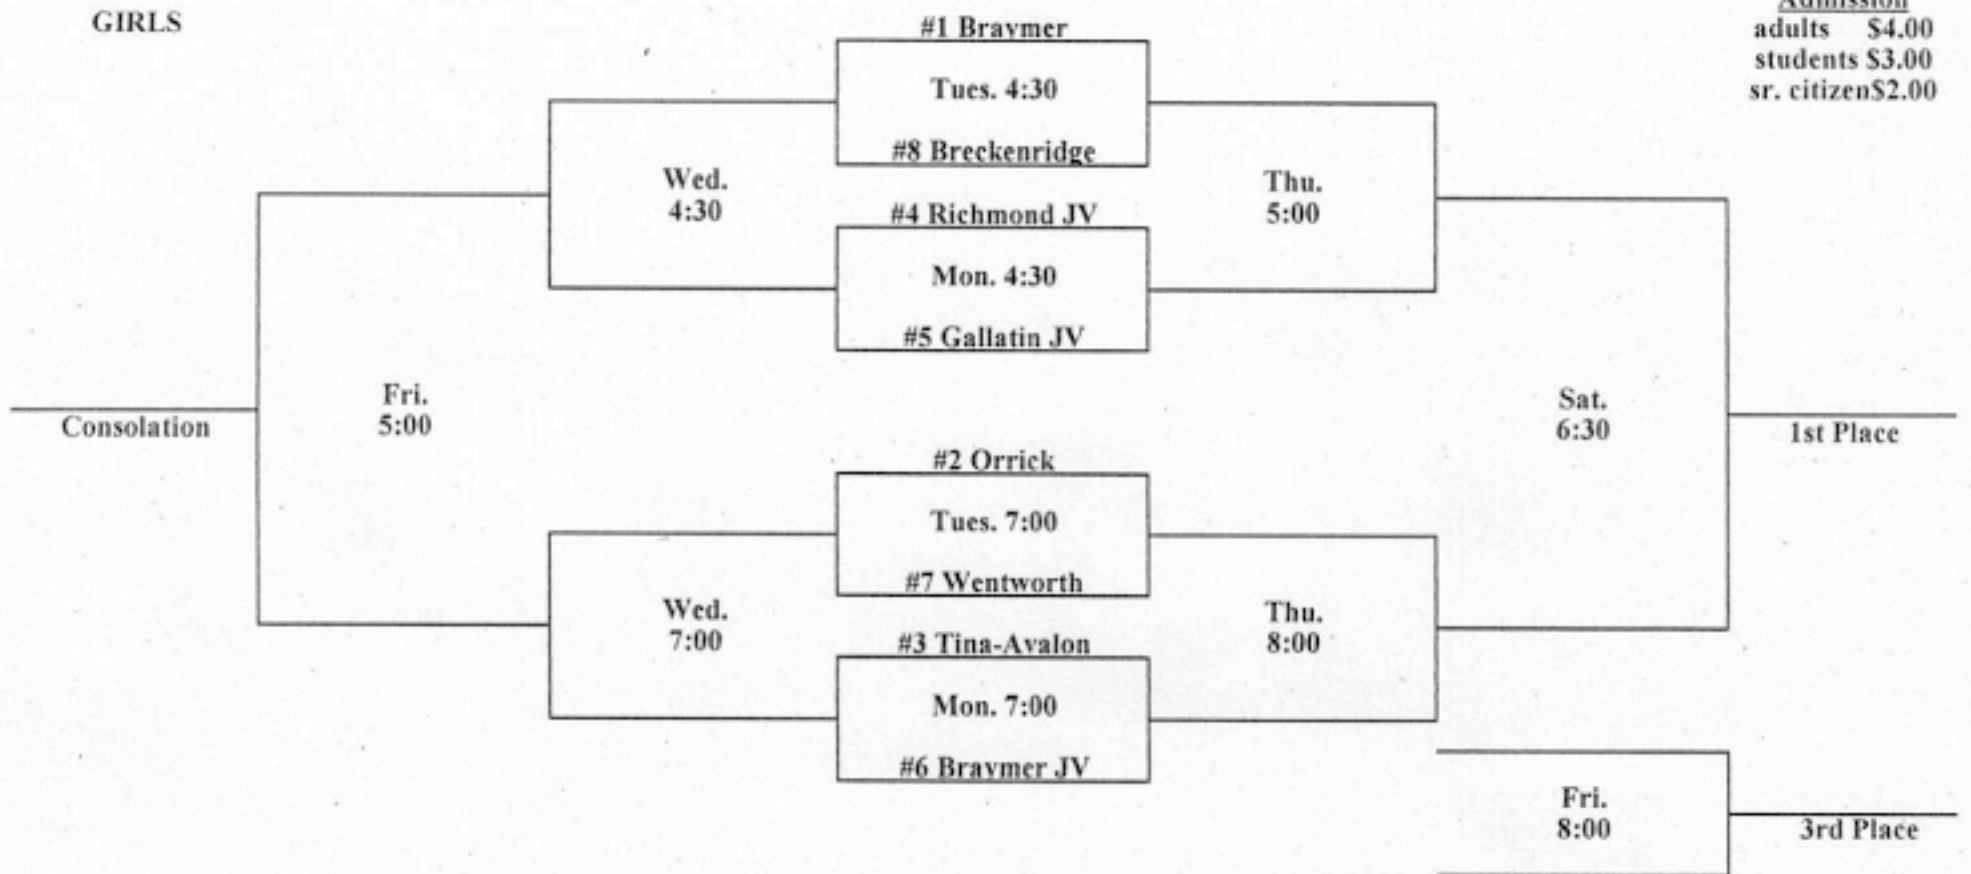 GIRLS
Admission
adults $4.00
students $3.00
sr. citizen$2.00
#1 Braymer
Tues. 4:30
#8 Breckenridge
Wed.
4:30
Thu.
5:00
#4 Richmond JV
Mon. 4:30
#5 Gallatin JV
Fri.
5:00
Consolation
Sat.
6:30
1st Place
#2 Orrick
Tues. 7:00
#7 Wentworth
Wed.
7:00
Thu.
8:00
#3 Tina-Avalon
Mon. 7:00
#6 Braymer JV
Fri.
8:00
3rd Place